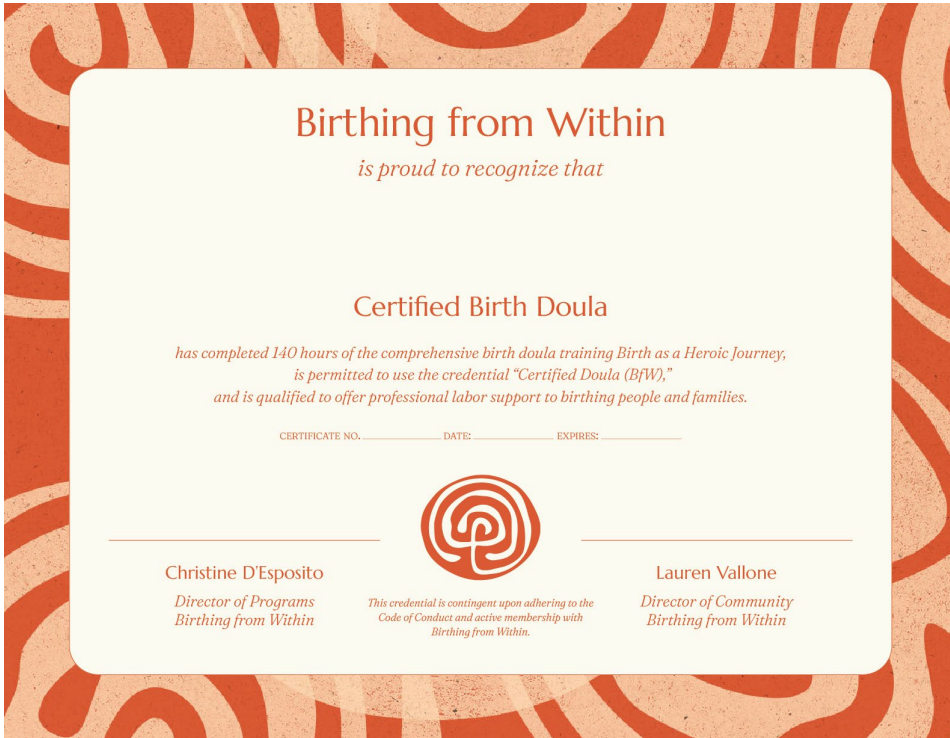 Birthing from Within
is proud to recognize that
Certified Birth Doula
has completed 140 hours of the comprehensive birth doula training Birth as a Heroic Journey,
is permitted to use the credential “Certified Doula (BfW),”
and is qualified to offer professional labor support to birthing people and families.
CERTIFICATE NO. DATE: EXPIRES:
Christine D'Esposito
Director of Programs
Birthing from Within
This credential is contingent upon adhering to the
Code of Conduct and active membership with
Birthing from Within.
Lauren Vallone
Director of Community
Birthing from Within